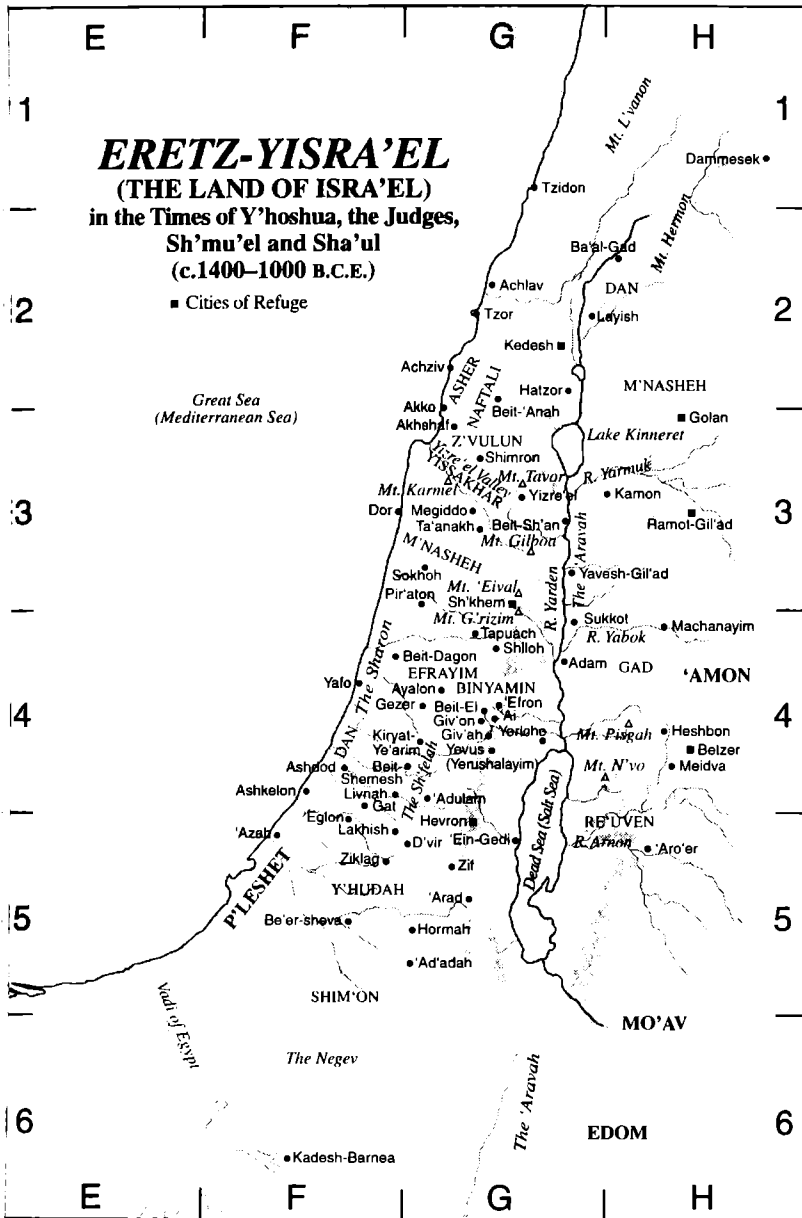 E F G H
1 1
ERETZ-YISRA'EL
(THE LAND OF ISRA'EL)
in the Times of Y'hoshua, the Judges,
Sh'mu'el and Sha'ul
(c.1400–1000 B.C.E.)
■ Cities of Refuge
Mt. L'vanon
Dammesek
Tzidon
Mt. Hermon
Ba'al-Gad
2 2
DAN
Achlav
Tzor
Layish
Kedesh
Achziv
ASHER
NAFTALI
Hatzor
M'NASHEH
Great Sea
(Mediterranean Sea)
Akko
Beit-'Anah
Golan
Akhshaf
Z'VULUN
Lake Kinneret
Shimron
Yizre'el Valley
YISSAKHAR
Mt. Tavor
R. Yarmuk
Mt. Karmel
Yizre'el
Kamon
3 3
Dor
Megiddo
Ta'anakh
Beit-Sh'an
Ramot-Gil'ad
Mt. Gilboa
The 'Aravah
M'NASHEH
Sokhoh
Yavesh-Gil'ad
Mt. 'Eival
Pir'aton
Sh'khem
R. Yarden
Mt. G'rizim
Sukkot
Machanayim
Tapuach
R. Yabok
Shiloh
The Sharon
Beit-Dagon
Adam
GAD
EFRAYIM
'AMON
Yafo
Ayalon
BINYAMIN
4 4
Gezer
Beit-El
'Efron
'Ai
Giv'on
DAN
Kiryat-
Ye'arim
Giv'ah
Yericho
Mt. Pisgah
Heshbon
Yevus
(Yerushalayim)
Betzer
Ashdod
Beit-
Shemesh
The Sh'felah
Mt. N'vo
Meidva
Ashkelon
Livnah
Gat
'Adulam
Dead Sea (Salt Sea)
'Eglon
Hevron
RE'UVEN
'Azah
Lakhish
D'vir
'Ein-Gedi
R. Arnon
'Aro'er
Ziklag
Zif
P'LESHET
Y'HUDAH
'Arad
5 5
Be'er-sheva
Hormah
'Ad'adah
SHIM'ON
Vadi of Egypt
MO'AV
The Negev
The 'Aravah
6 6
EDOM
Kadesh-Barnea
E F G H